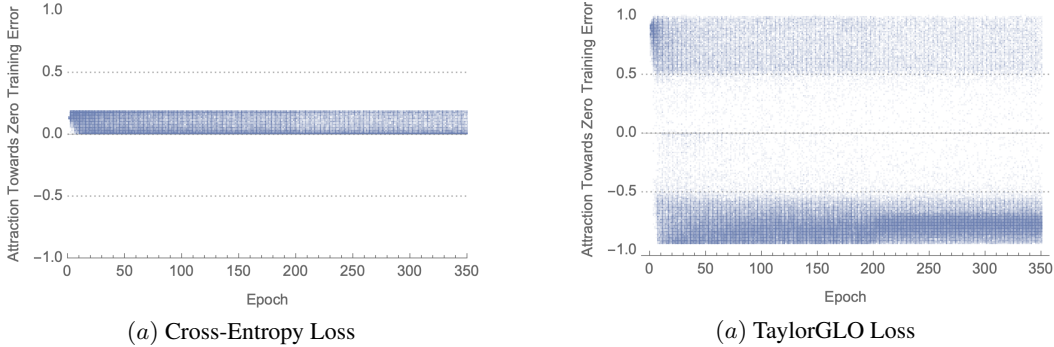 Attraction Towards Zero Training Error
1.0
0.5
0.0
−0.5
−1.0
0 50 100 150 200 250 300 350
Epoch
(a) Cross-Entropy Loss
Attraction Towards Zero Training Error
1.0
0.5
0.0
−0.5
−1.0
0 50 100 150 200 250 300 350
Epoch
(a) TaylorGLO Loss